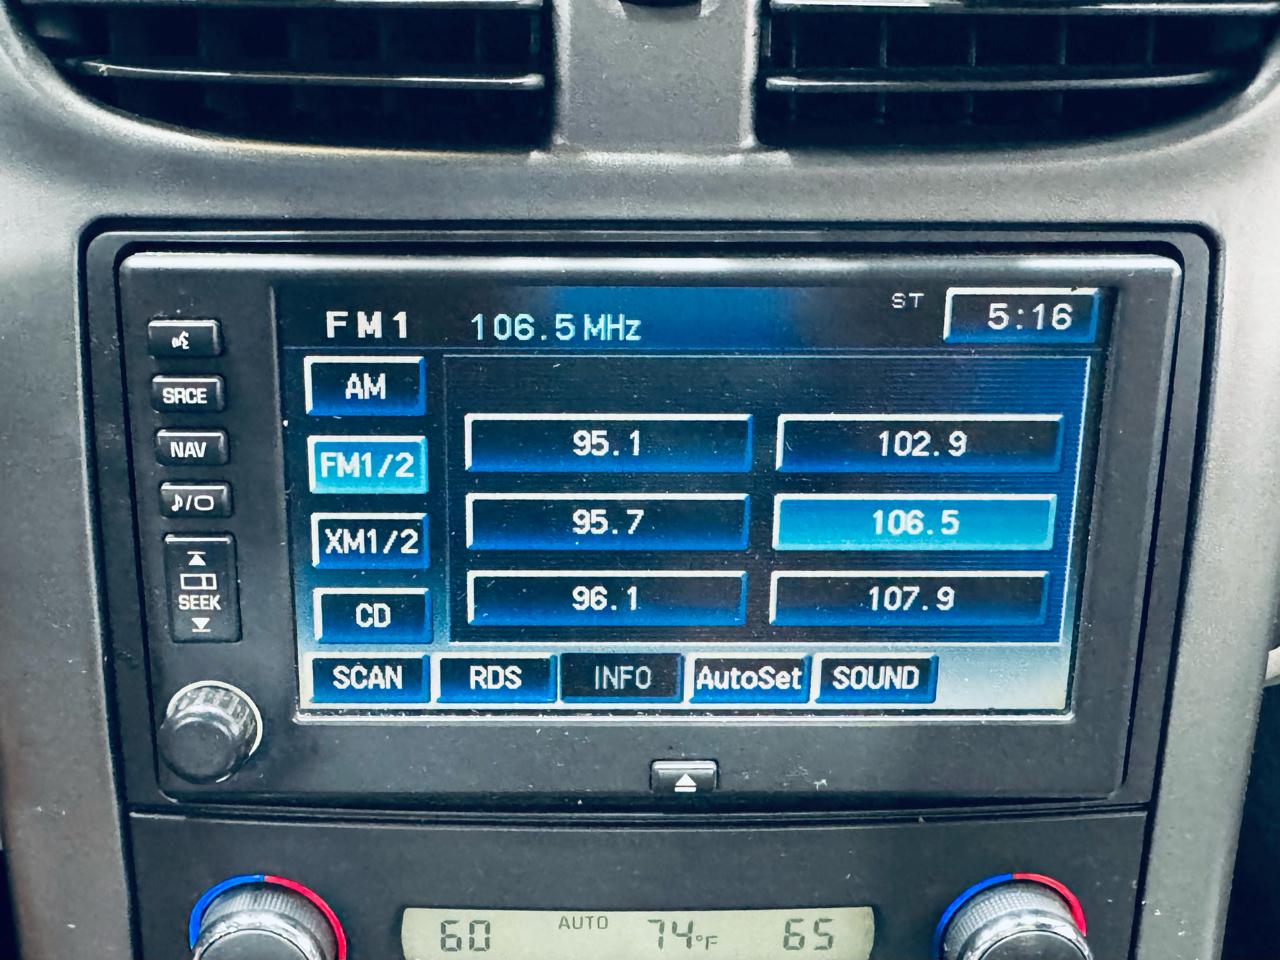 FM1 106.5 MHz ST 5:16
AM
95.1 102.9
FM1/2
95.7 106.5
XM1/2
96.1 107.9
CD
SCAN RDS INFO AutoSet SOUND
SRCE
NAV
SEEK
60 AUTO 74°F 65